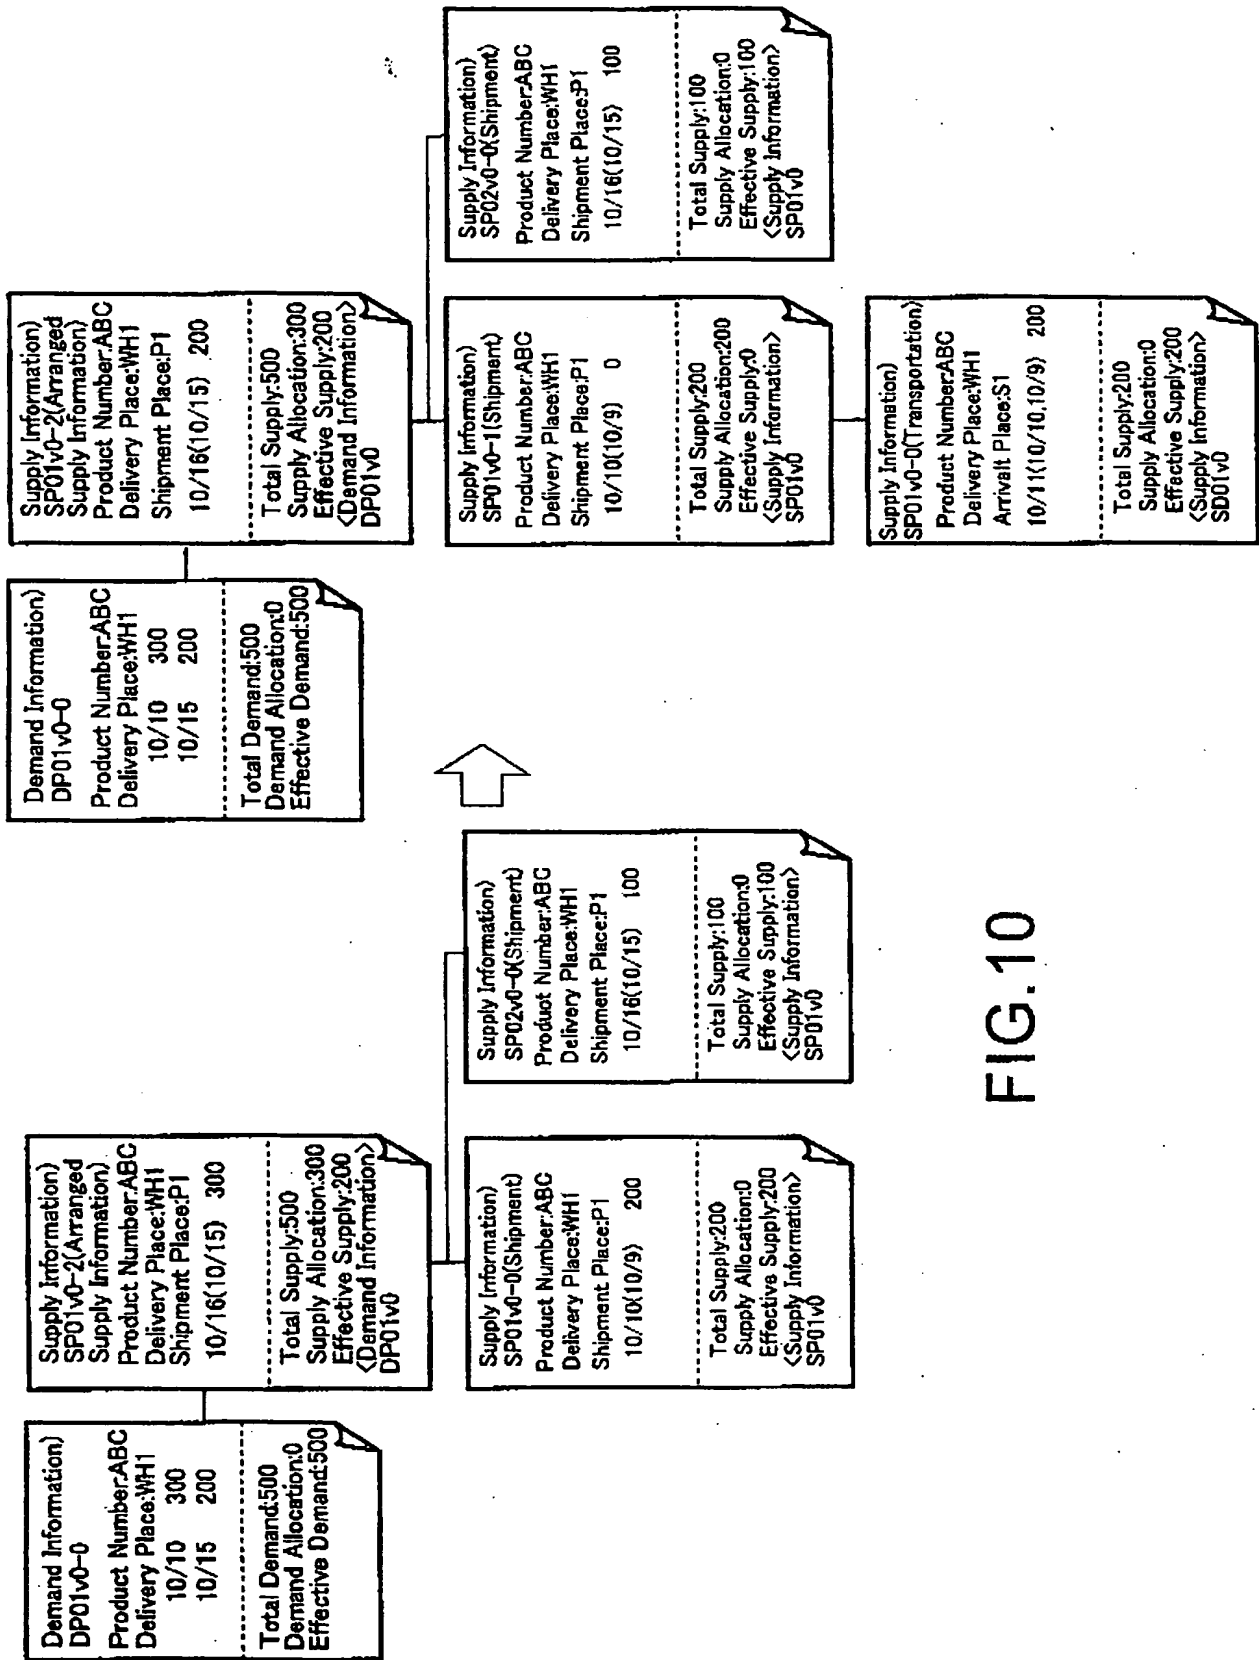 Demand Information)
DP01v0-0
Product Number:ABC
Delivery Place:WH1
10/10 300
10/15 200
Total Demand:500
Demand Allocation:0
Effective Demand:500
Supply Information)
SP01v0-2(Arranged
Supply Information)
Product Number:ABC
Delivery Place:WH1
Shipment Place:P1
10/16(10/15) 300
Total Supply:500
Supply Allocation:300
Effective Supply:200
<Demand Information>
DP01v0
Supply Information)
SP01v0-0(Shipment)
Product Number:ABC
Delivery Place:WH1
Shipment Place:P1
10/10(10/9) 200
Total Supply:200
Supply Allocation:0
Effective Supply:200
<Supply Information>
SP01v0
Supply Information)
SP02v0-0(Shipment)
Product Number:ABC
Delivery Place:WH1
Shipment Place:P1
10/16(10/15) 100
Total Supply:100
Supply Allocation:0
Effective Supply:100
<Supply Information>
SP01v0
Demand Information)
DP01v0-0
Product Number:ABC
Delivery Place:WH1
10/10 300
10/15 200
Total Demand:500
Demand Allocation:0
Effective Demand:500
Supply Information)
SP01v0-2(Arranged
Supply Information)
Product Number:ABC
Delivery Place:WH1
Shipment Place:P1
10/16(10/15) 200
Total Supply:500
Supply Allocation:300
Effective Supply:200
<Demand Information>
DP01v0
Supply Information)
SP01v0-1(Shipment)
Product Number:ABC
Delivery Place:WH1
Shipment Place:P1
10/10(10/9) 0
Total Supply:200
Supply Allocation:200
Effective Supply:0
<Supply Information>
SP01v0
Supply Information)
SP02v0-0(Shipment)
Product Number:ABC
Delivery Place:WH1
Shipment Place:P1
10/16(10/15) 100
Total Supply:100
Supply Allocation:0
Effective Supply:100
<Supply Information>
SP01v0
Supply Information)
SP01v0-0(Transportation)
Product Number:ABC
Delivery Place:WH1
Arrivalt Place:S1
10/11(10/10,10/9) 200
Total Supply:200
Supply Allocation:0
Effective Supply:200
<Supply Information>
SD01v0
FIG.10